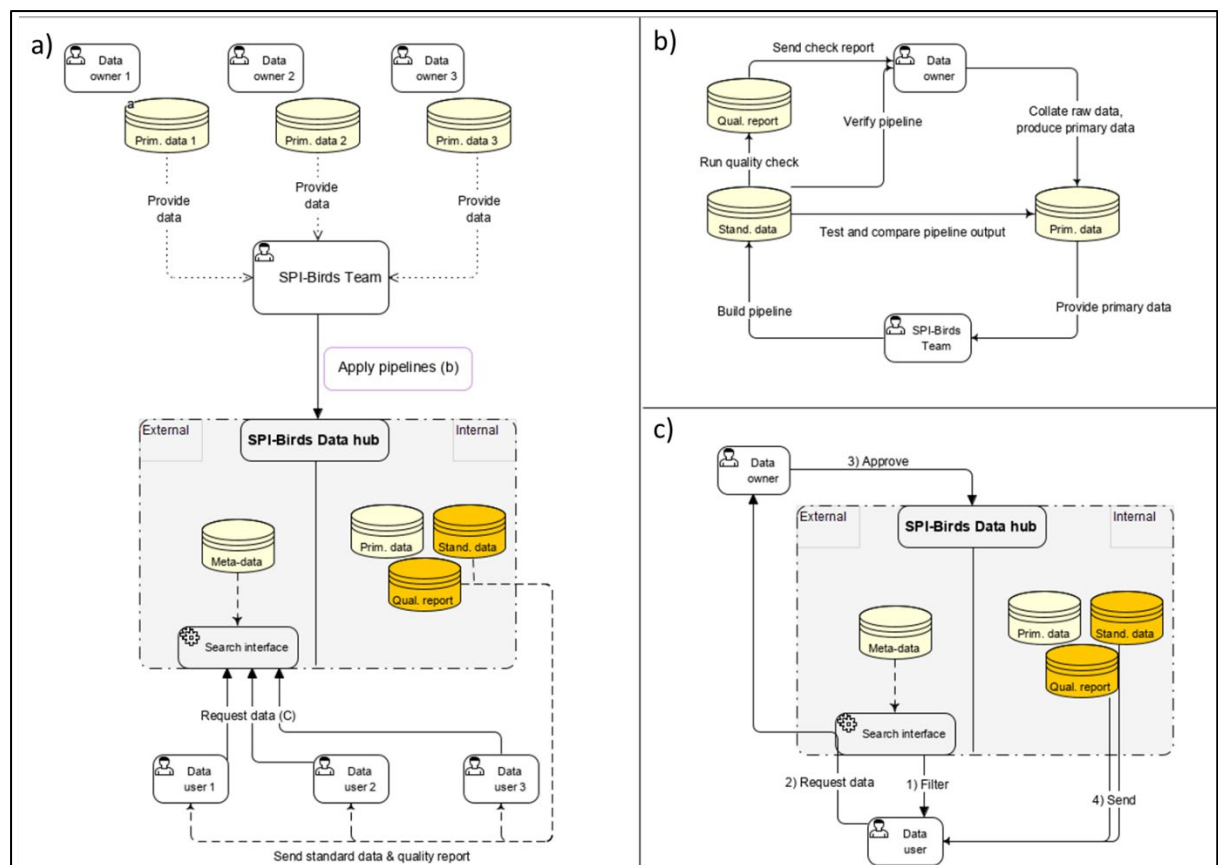 a)
Data
owner 1
Data
owner 2
Data
owner 3
a
Prim. data 1
Prim. data 2
Prim. data 3
Provide
data
Provide
data
Provide
data
SPI-Birds Team
Apply pipelines (b)
External
SPI-Birds Data hub
Internal
Meta-data
Prim. data
Stand. data
Qual. report
Search interface
Request data (C)
Data
user 1
Data
user 2
Data
user 3
Send standard data & quality report
b)
Send check report
Data
owner
Qual. report
Verify pipeline
Collate raw data,
produce primary data
Run quality check
Stand. data
Prim. data
Test and compare pipeline output
Build pipeline
Provide primary data
SPI-Birds
Team
c)
Data
owner
3) Approve
External
SPI-Birds Data hub
Internal
Prim. data
Stand. data
Meta-data
Qual. report
Search interface
2) Request data
1) Filter
4) Send
Data
user